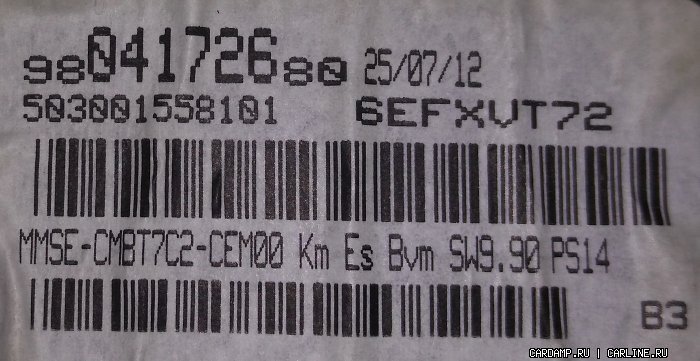 9804172680 25/07/12
503001558101 6EFXVT72
MMSE-CMBT7C2-CEM00 Km Es Bvm SW9.90 PS14
B3
CARDAMP.RU | CARLINE.RU